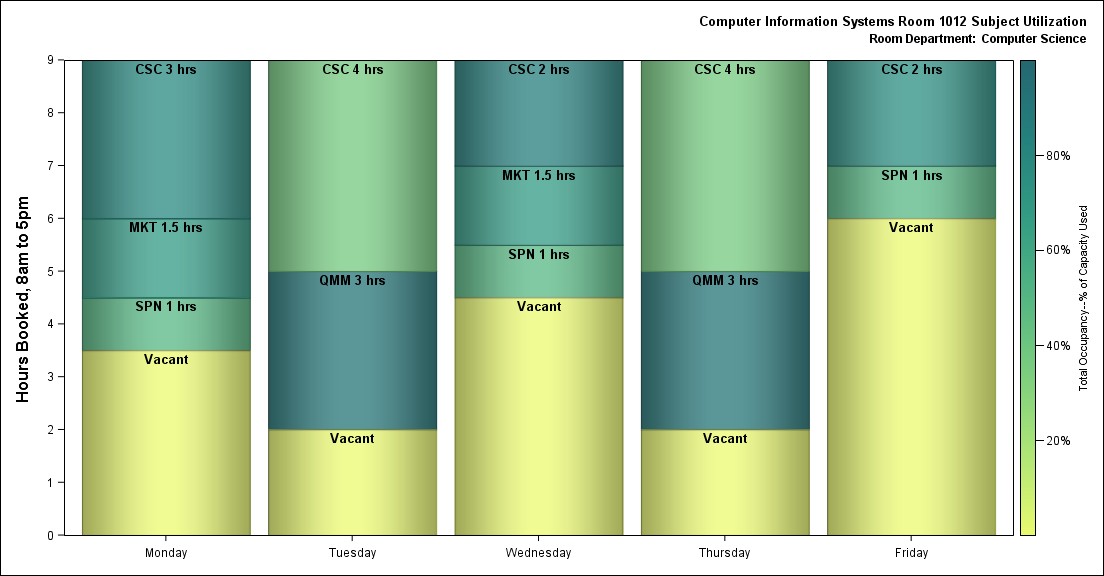 Computer Information Systems Room 1012 Subject Utilization
Room Department: Computer Science
Hours Booked, 8am to 5pm
9
8
7
6
5
4
3
2
1
0
CSC 3 hrs
MKT 1.5 hrs
SPN 1 hrs
Vacant
CSC 4 hrs
QMM 3 hrs
Vacant
CSC 2 hrs
MKT 1.5 hrs
SPN 1 hrs
Vacant
CSC 4 hrs
QMM 3 hrs
Vacant
CSC 2 hrs
SPN 1 hrs
Vacant
Monday
Tuesday
Wednesday
Thursday
Friday
80%
60%
40%
20%
Total Occupancy--% of Capacity Used